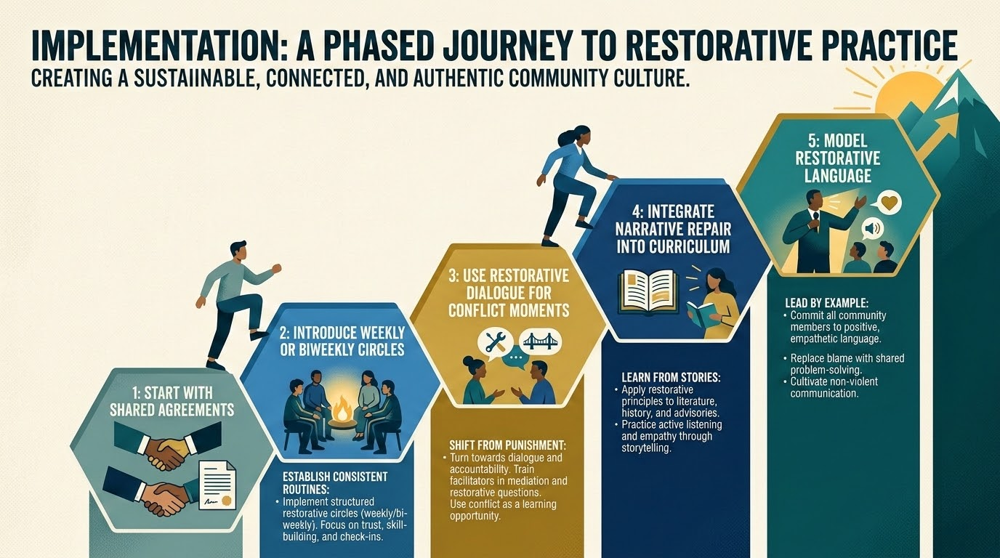 IMPLEMENTATION: A PHASED JOURNEY TO RESTORATIVE PRACTICE
CREATING A SUSTAIINABLE, CONNECTED, AND AUTHENTIC COMMUNITY CULTURE.
1: START WITH
SHARED AGREEMENTS
2: INTRODUCE WEEKLY
OR BIWEEKLY CIRCLES
ESTABLISH CONSISTENT
ROUTINES:
• Implement structured
restorative circles (weekly/bi-
weekly). Focus on trust, skill-
building, and check-ins.
3: USE RESTORATIVE
DIALOGUE FOR
CONFLICT MOMENTS
SHIFT FROM PUNISHMENT:
• Turn towards dialogue and
accountability. Train
facilitators in mediation and
restorative questions.
Use conflict as a learning
opportunity.
4: INTEGRATE
NARRATIVE REPAIR
INTO CURRICULUM
LEARN FROM STORIES:
• Apply restorative
principles to literature,
history, and advisories.
• Practice active listening
and empathy through
storytelling.
5: MODEL
RESTORATIVE
LANGUAGE
LEAD BY EXAMPLE:
• Commit all community
members to positive,
empathetic language.
• Replace blame with shared
problem-solving.
• Cultivate non-violent
communication.